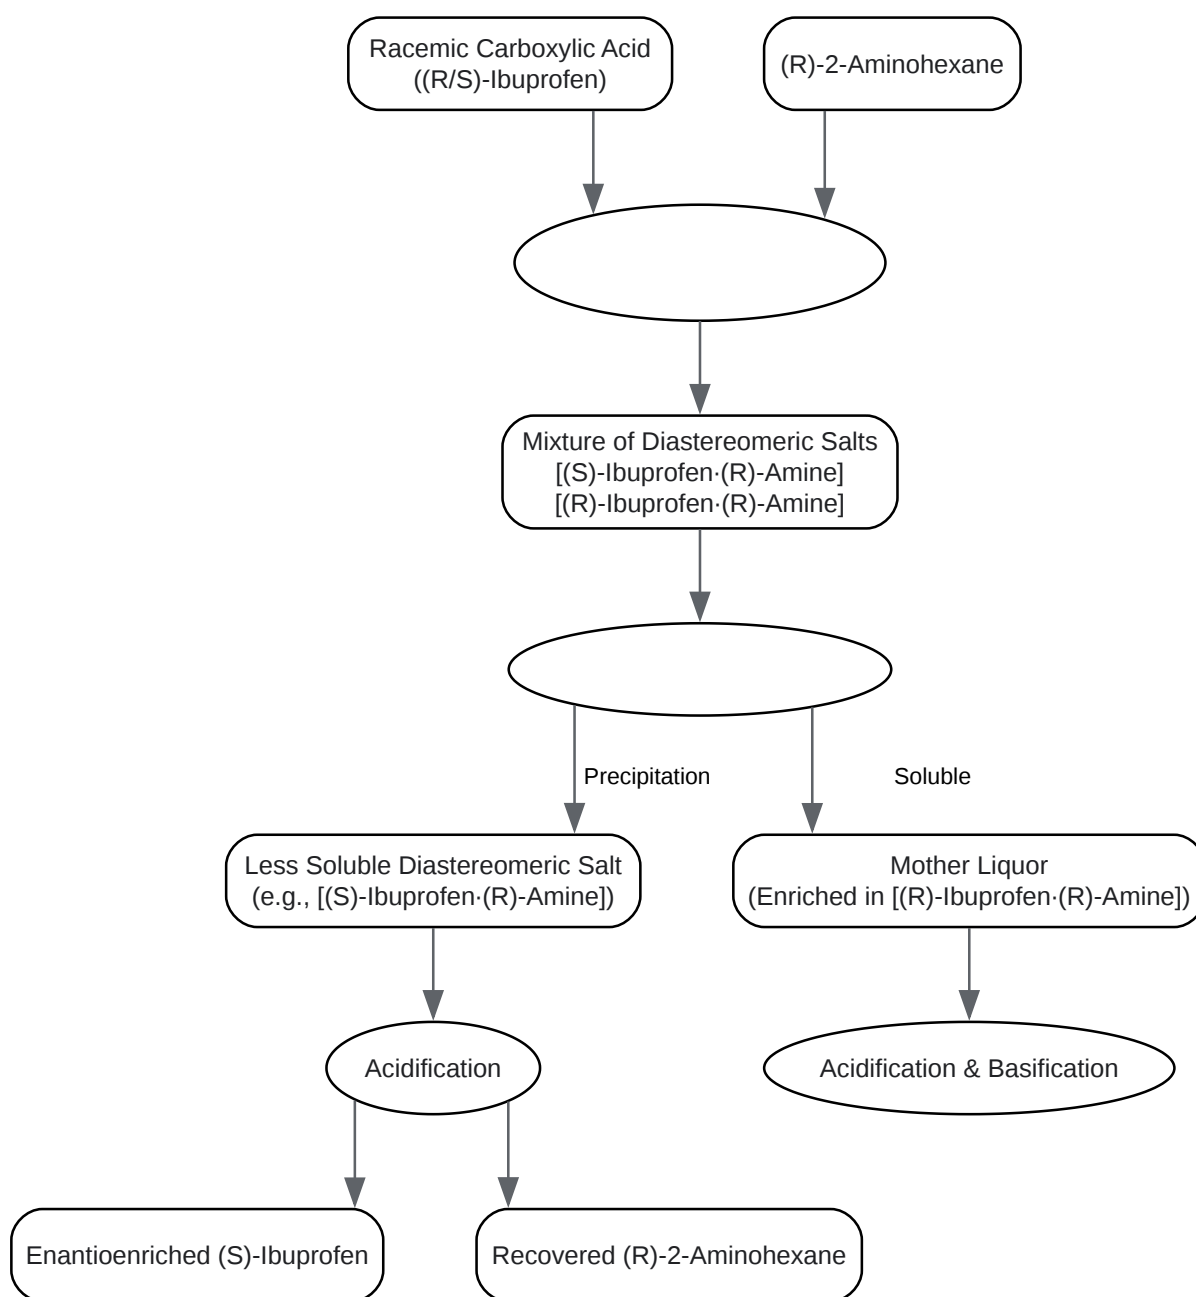 Racemic Carboxylic Acid
((R/S)-Ibuprofen)
(R)-2-Aminohexane
Mixture of Diastereomeric Salts
[(S)-Ibuprofen·(R)-Amine]
[(R)-Ibuprofen·(R)-Amine]
Precipitation
Soluble
Less Soluble Diastereomeric Salt
(e.g., [(S)-Ibuprofen·(R)-Amine])
Mother Liquor
(Enriched in [(R)-Ibuprofen·(R)-Amine])
Acidification
Acidification & Basification
Enantioenriched (S)-Ibuprofen
Recovered (R)-2-Aminohexane